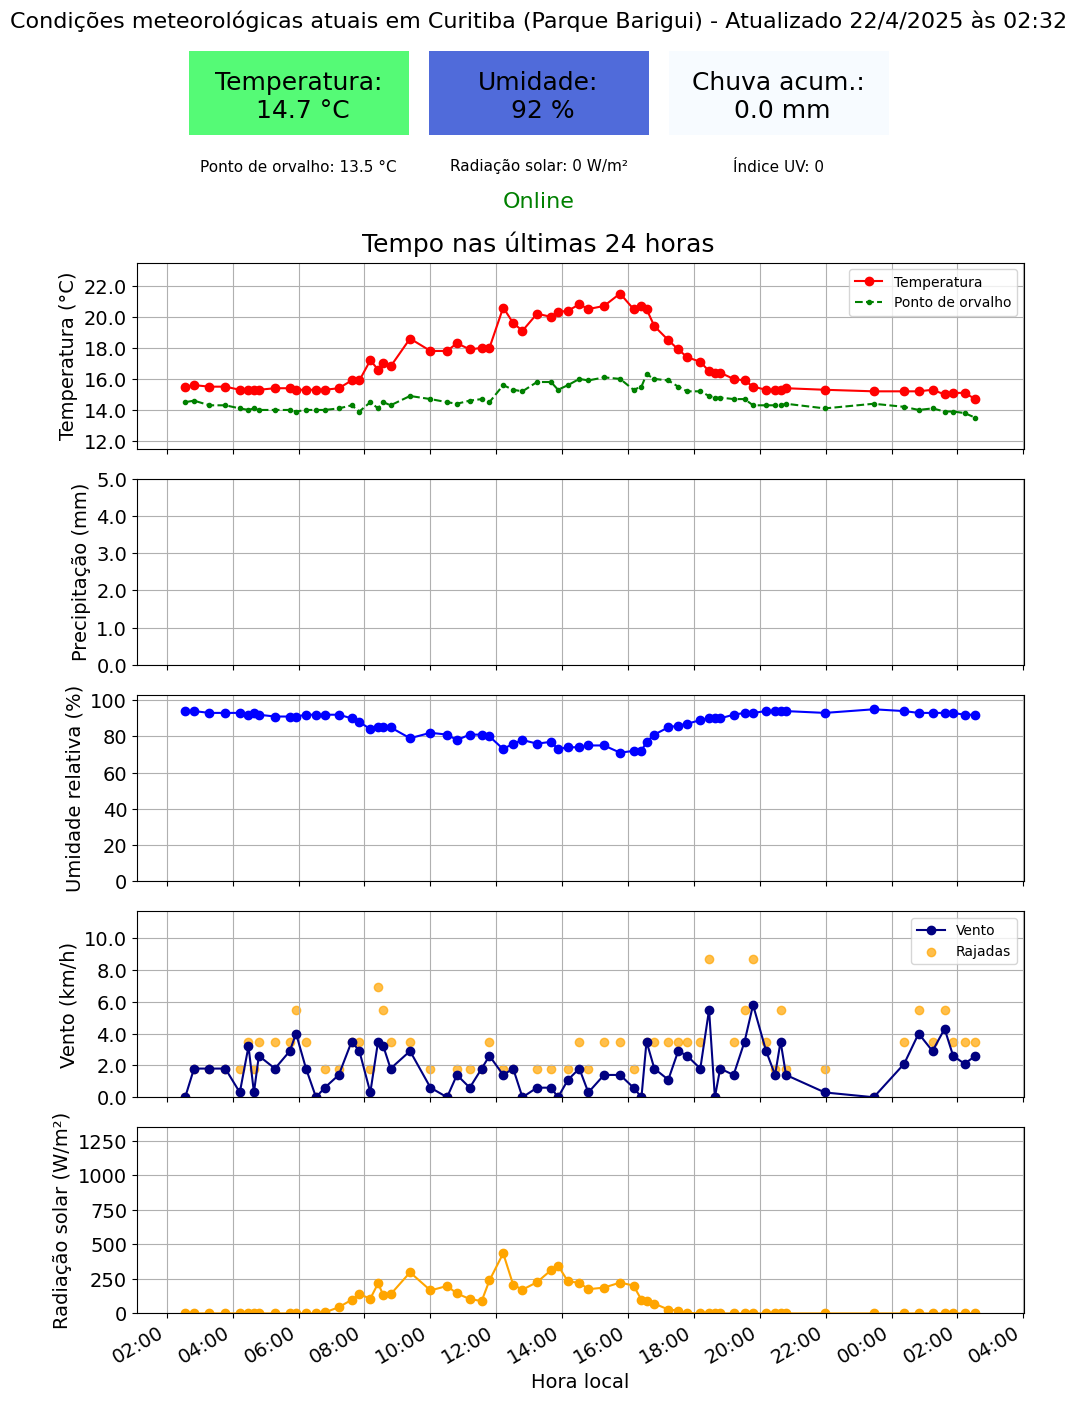 Condições meteorológicas atuais em Curitiba (Parque Barigui) - Atualizado 22/4/2025 às 02:32
Temperatura:
14.7 °C
Umidade:
92 %
Chuva acum.:
0.0 mm
Ponto de orvalho: 13.5 °C
Radiação solar: 0 W/m²
Índice UV: 0
Online
Tempo nas últimas 24 horas
Temperatura (°C)
22.0
20.0
18.0
16.0
14.0
12.0
Temperatura
Ponto de orvalho
Precipitação (mm)
5.0
4.0
3.0
2.0
1.0
0.0
Umidade relativa (%)
100
80
60
40
20
0
Vento (km/h)
10.0
8.0
6.0
4.0
2.0
0.0
Vento
Rajadas
Radiação solar (W/m²)
1250
1000
750
500
250
0
02:00
04:00
06:00
08:00
10:00
12:00
14:00
16:00
18:00
20:00
22:00
00:00
02:00
04:00
Hora local